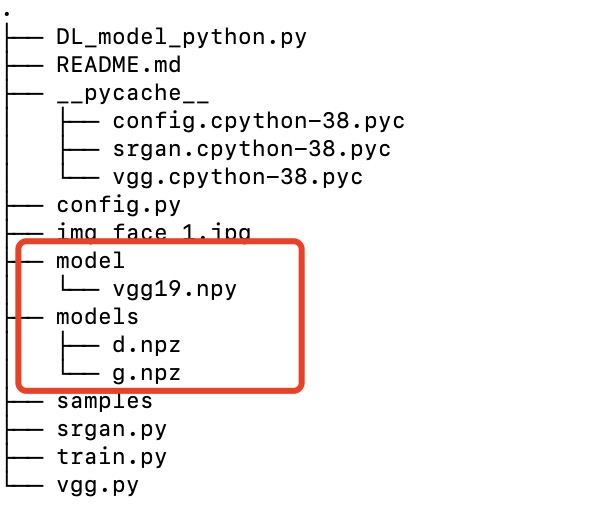 .
├── DL_model_python.py
├── README.md
├── __pycache__
│   ├── config.cpython-38.pyc
│   ├── srgan.cpython-38.pyc
│   └── vgg.cpython-38.pyc
├── config.py
├── img_face_1.jpg
├── model
│   └── vgg19.npy
├── models
│   ├── d.npz
│   └── g.npz
├── samples
├── srgan.py
├── train.py
└── vgg.py